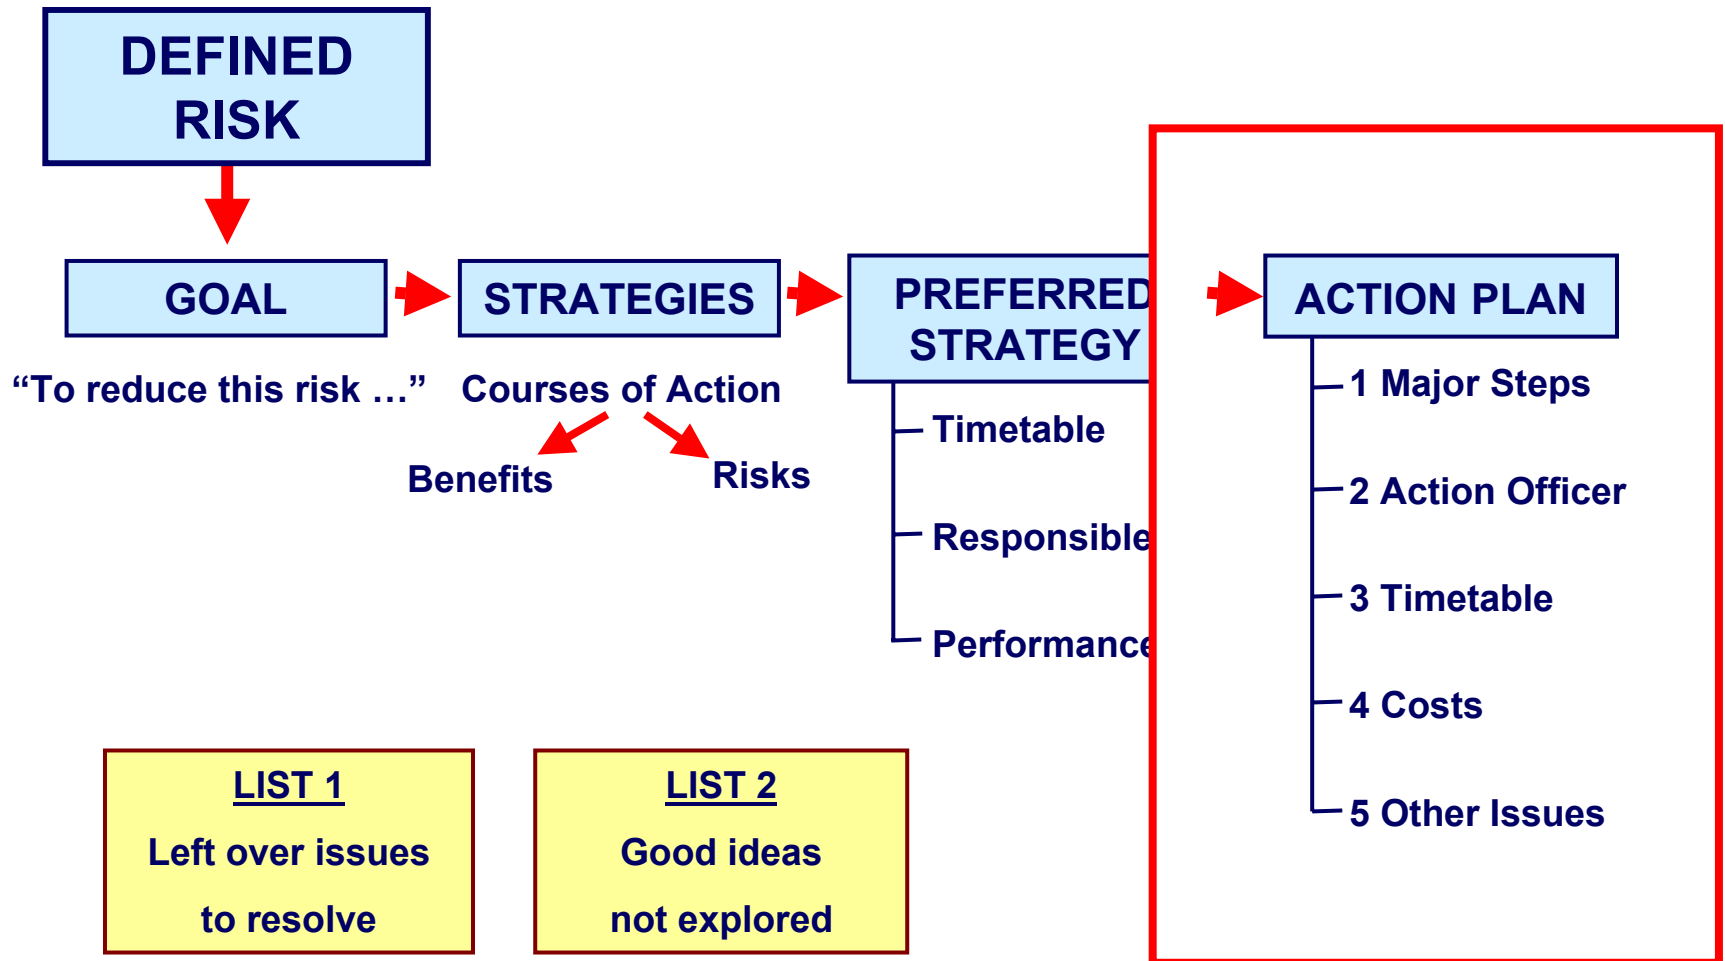 DEFINED
RISK
GOAL
STRATEGIES
PREFERRED
STRATEGY
ACTION PLAN
“To reduce this risk …”
Courses of Action
Benefits
Risks
Timetable
Responsible
Performance
1 Major Steps
2 Action Officer
3 Timetable
4 Costs
5 Other Issues
LIST 1
Left over issues
to resolve
LIST 2
Good ideas
not explored